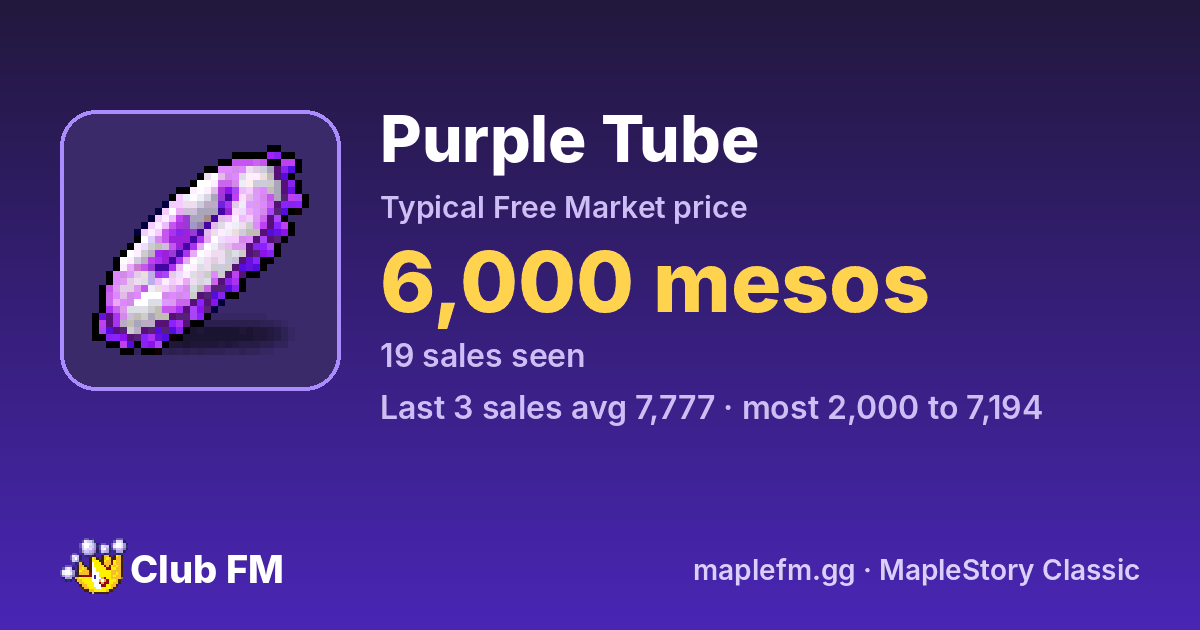 Purple Tube
Typical Free Market price
6,000 mesos
19 sales seen
Last 3 sales avg 7,777 · most 2,000 to 7,194
Club FM
maplefm.gg · MapleStory Classic